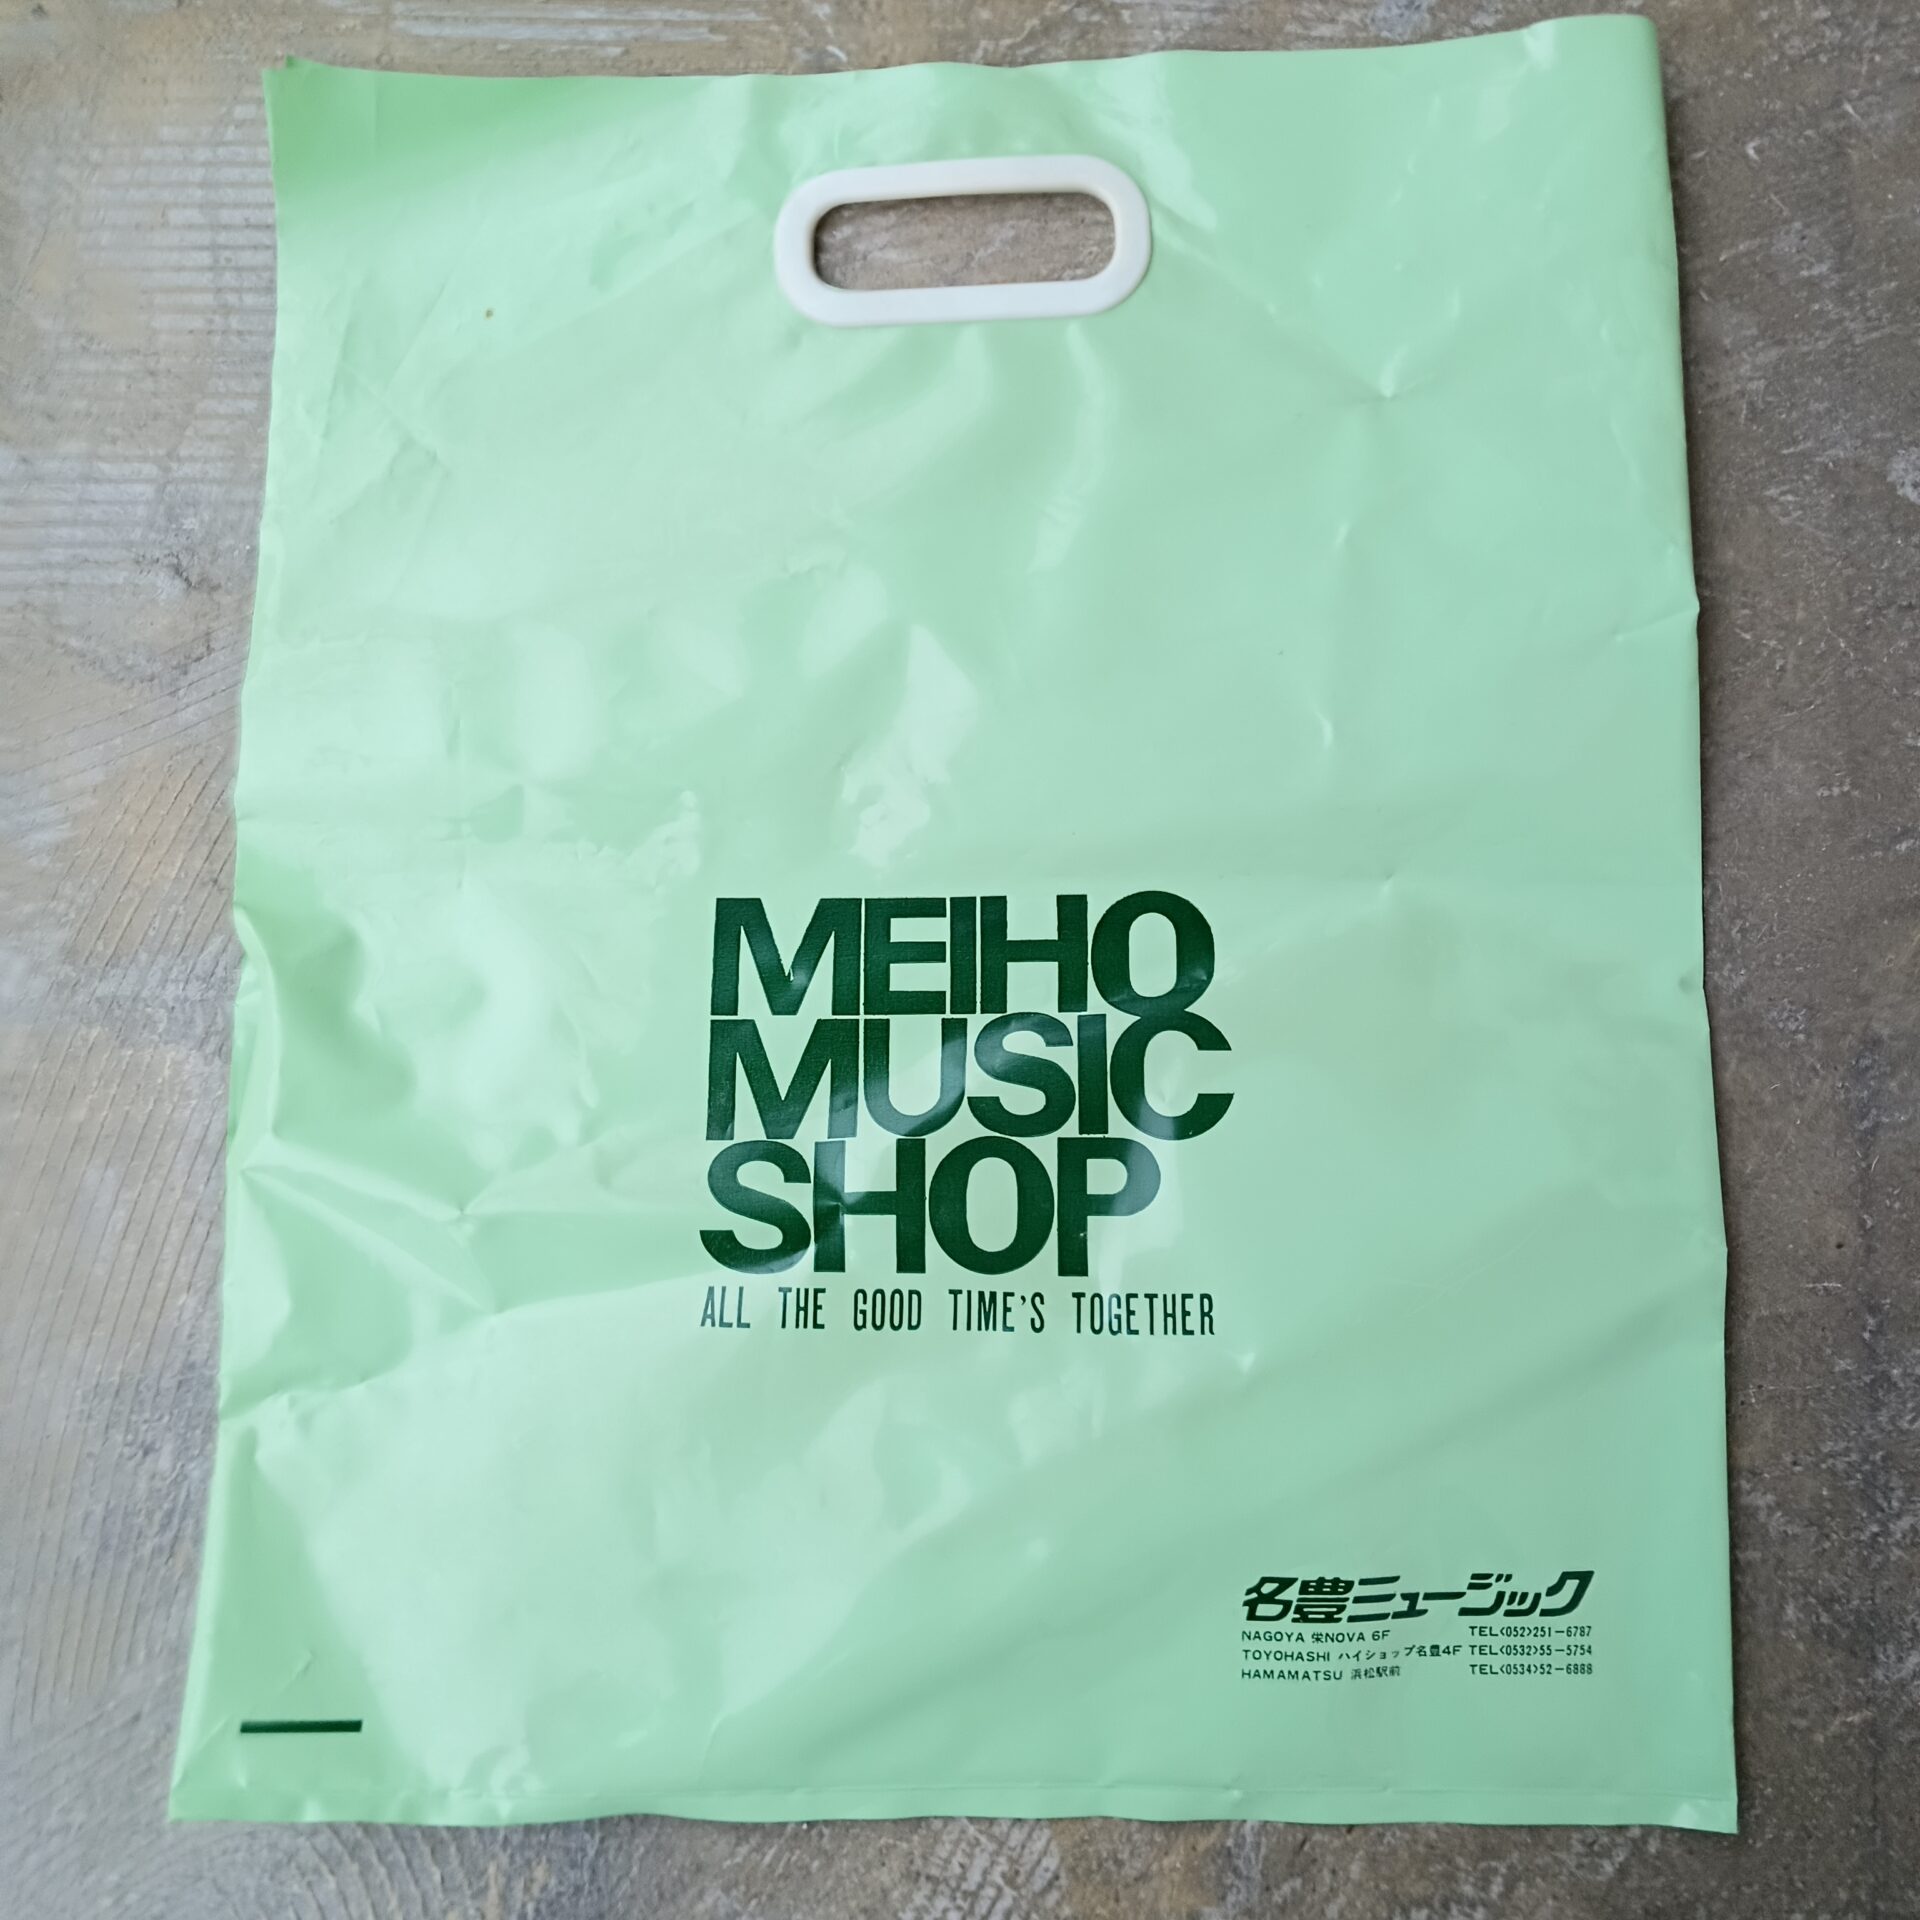 MEIHO
MUSIC
SHOP
ALL THE GOOD TIME'S TOGETHER
名豊ミュージック
NAGOYA 栄NOVA 6F TEL<052>251-6787
TOYOHASHI ハイショップ名豊4F TEL<0532>55-5754
HAMAMATSU 浜松駅前 TEL<0534>52-6888